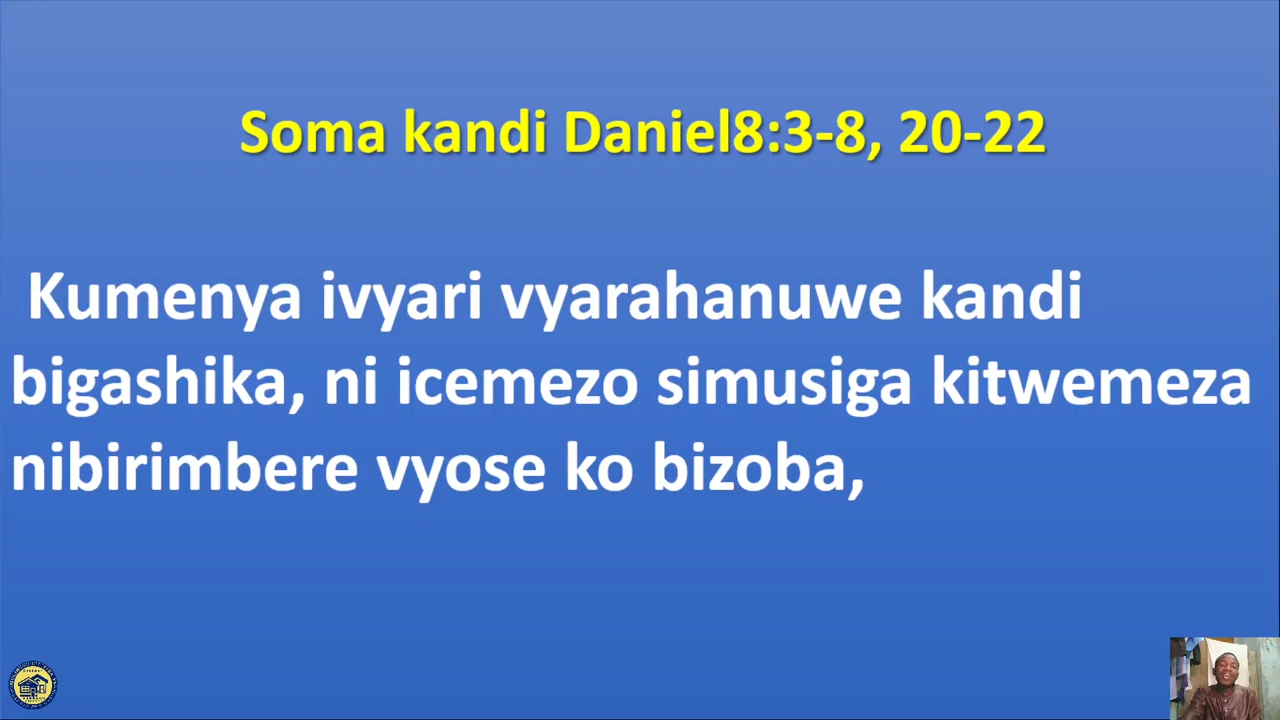 Soma kandi Daniel8:3-8, 20-22
Kumenya ivyari vyarahanuwe kandi
bigashika, ni icemezo simusiga kitwemeza
nibirimbere vyose ko bizoba,